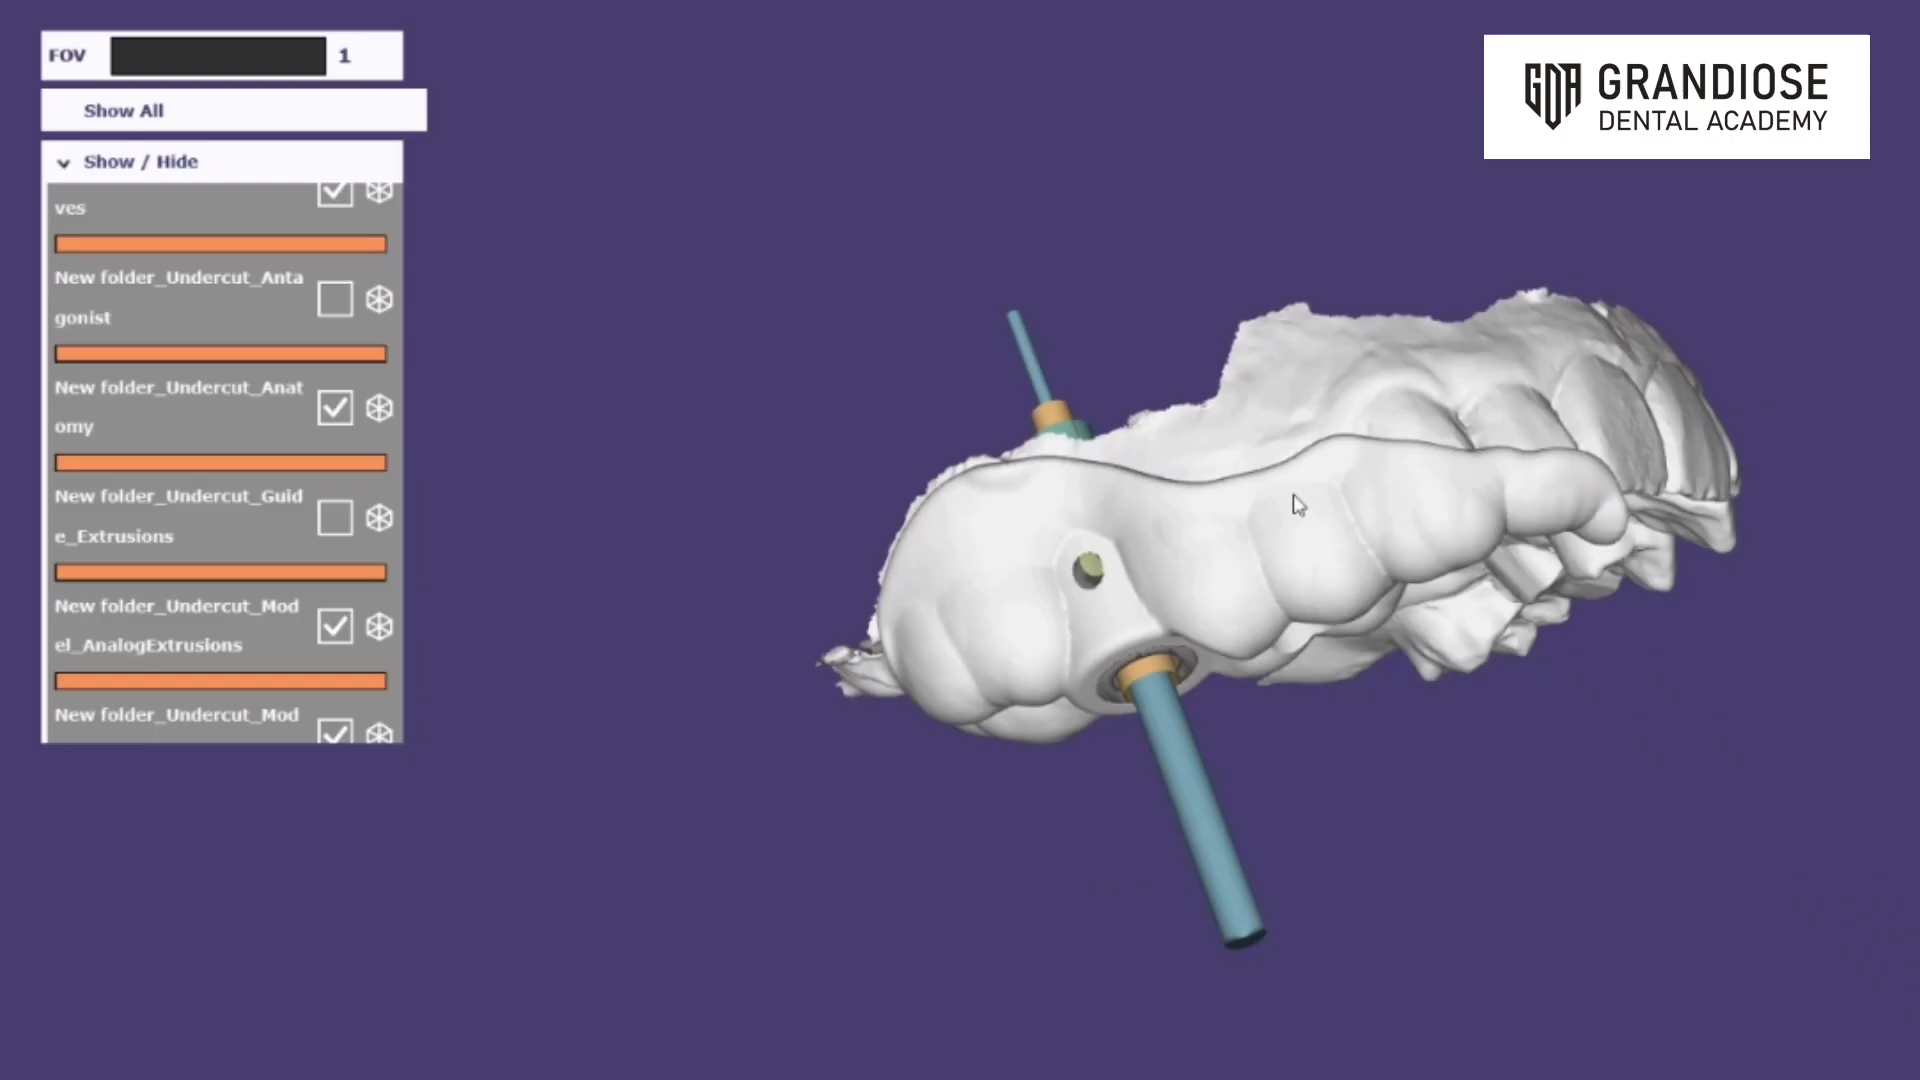 FOV 1
GDA GRANDIOSE
DENTAL ACADEMY
Show All
Show / Hide
ves
New folder_Undercut_Anta
gonist
New folder_Undercut_Anat
omy
New folder_Undercut_Guid
e_Extrusions
New folder_Undercut_Mod
el_AnalogExtrusions
New folder_Undercut_Mod